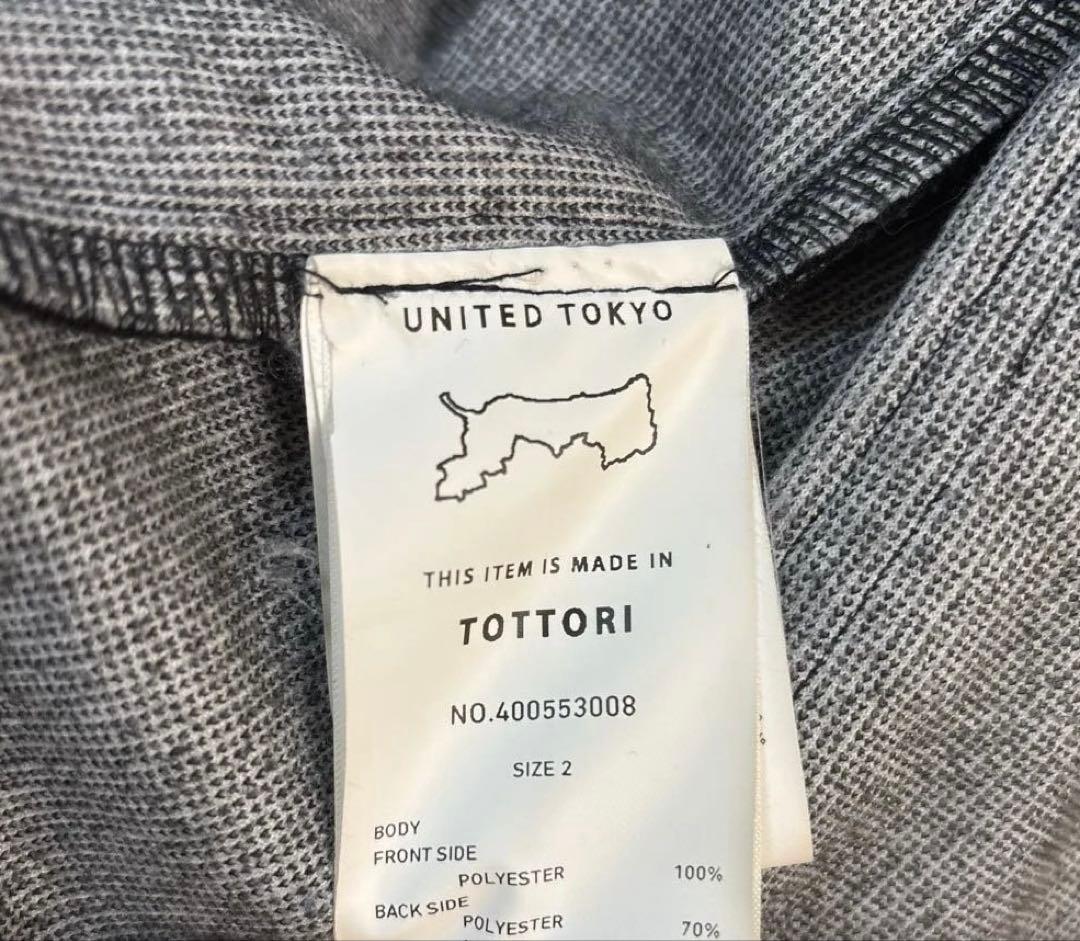 UNITED TOKYO
THIS ITEM IS MADE IN
TOTTORI
NO.400553008
SIZE 2
BODY
FRONT SIDE
POLYESTER 100%
BACK SIDE
POLYESTER 70%